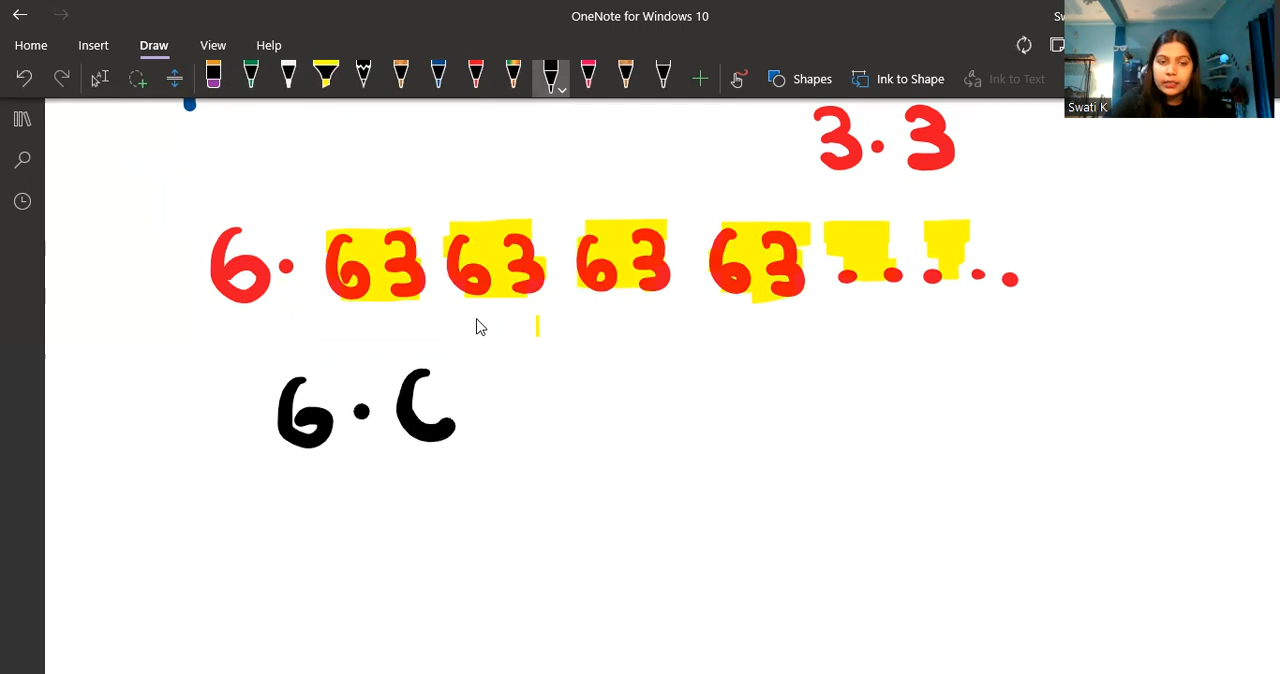 OneNote for Windows 10
Home Insert Draw View Help
Shapes Ink to Shape Ink to Text
Swati K
3.3
6.63 63 63 63 .....
6.